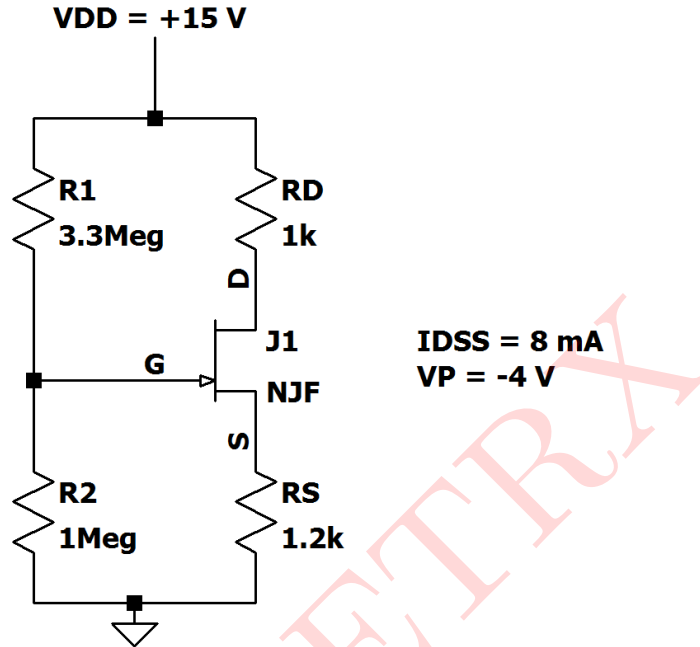 VDD = +15 V
R1
3.3Meg
RD
1k
D
J1
G
NJF
S
IDSS = 8 mA
VP = -4 V
R2
1Meg
RS
1.2k
ETRX